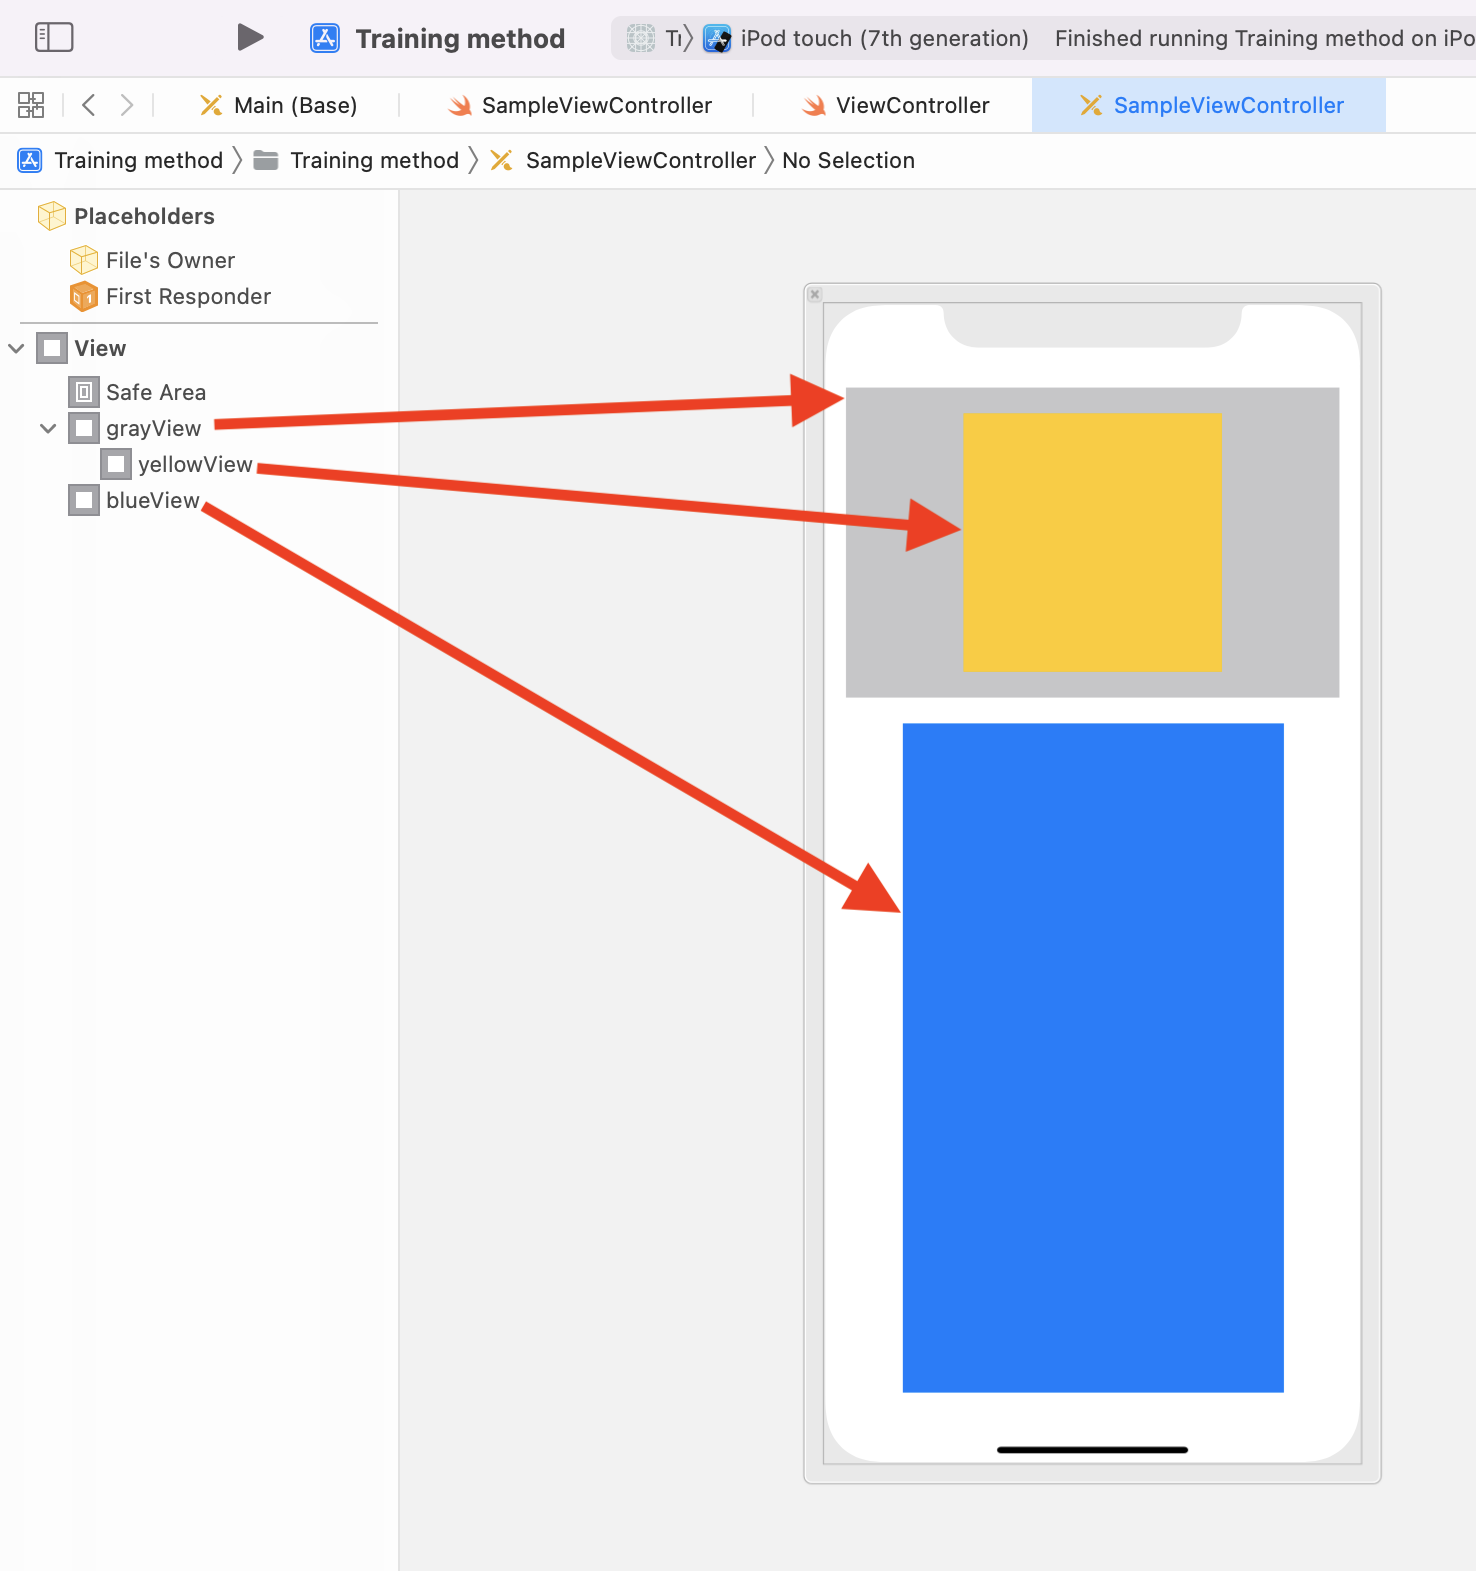 Training method
Tr
iPod touch (7th generation)
Finished running Training method on iPo
Main (Base)
SampleViewController
ViewController
SampleViewController
Training method
Training method
SampleViewController
No Selection
Placeholders
File's Owner
First Responder
View
Safe Area
grayView
yellowView
blueView